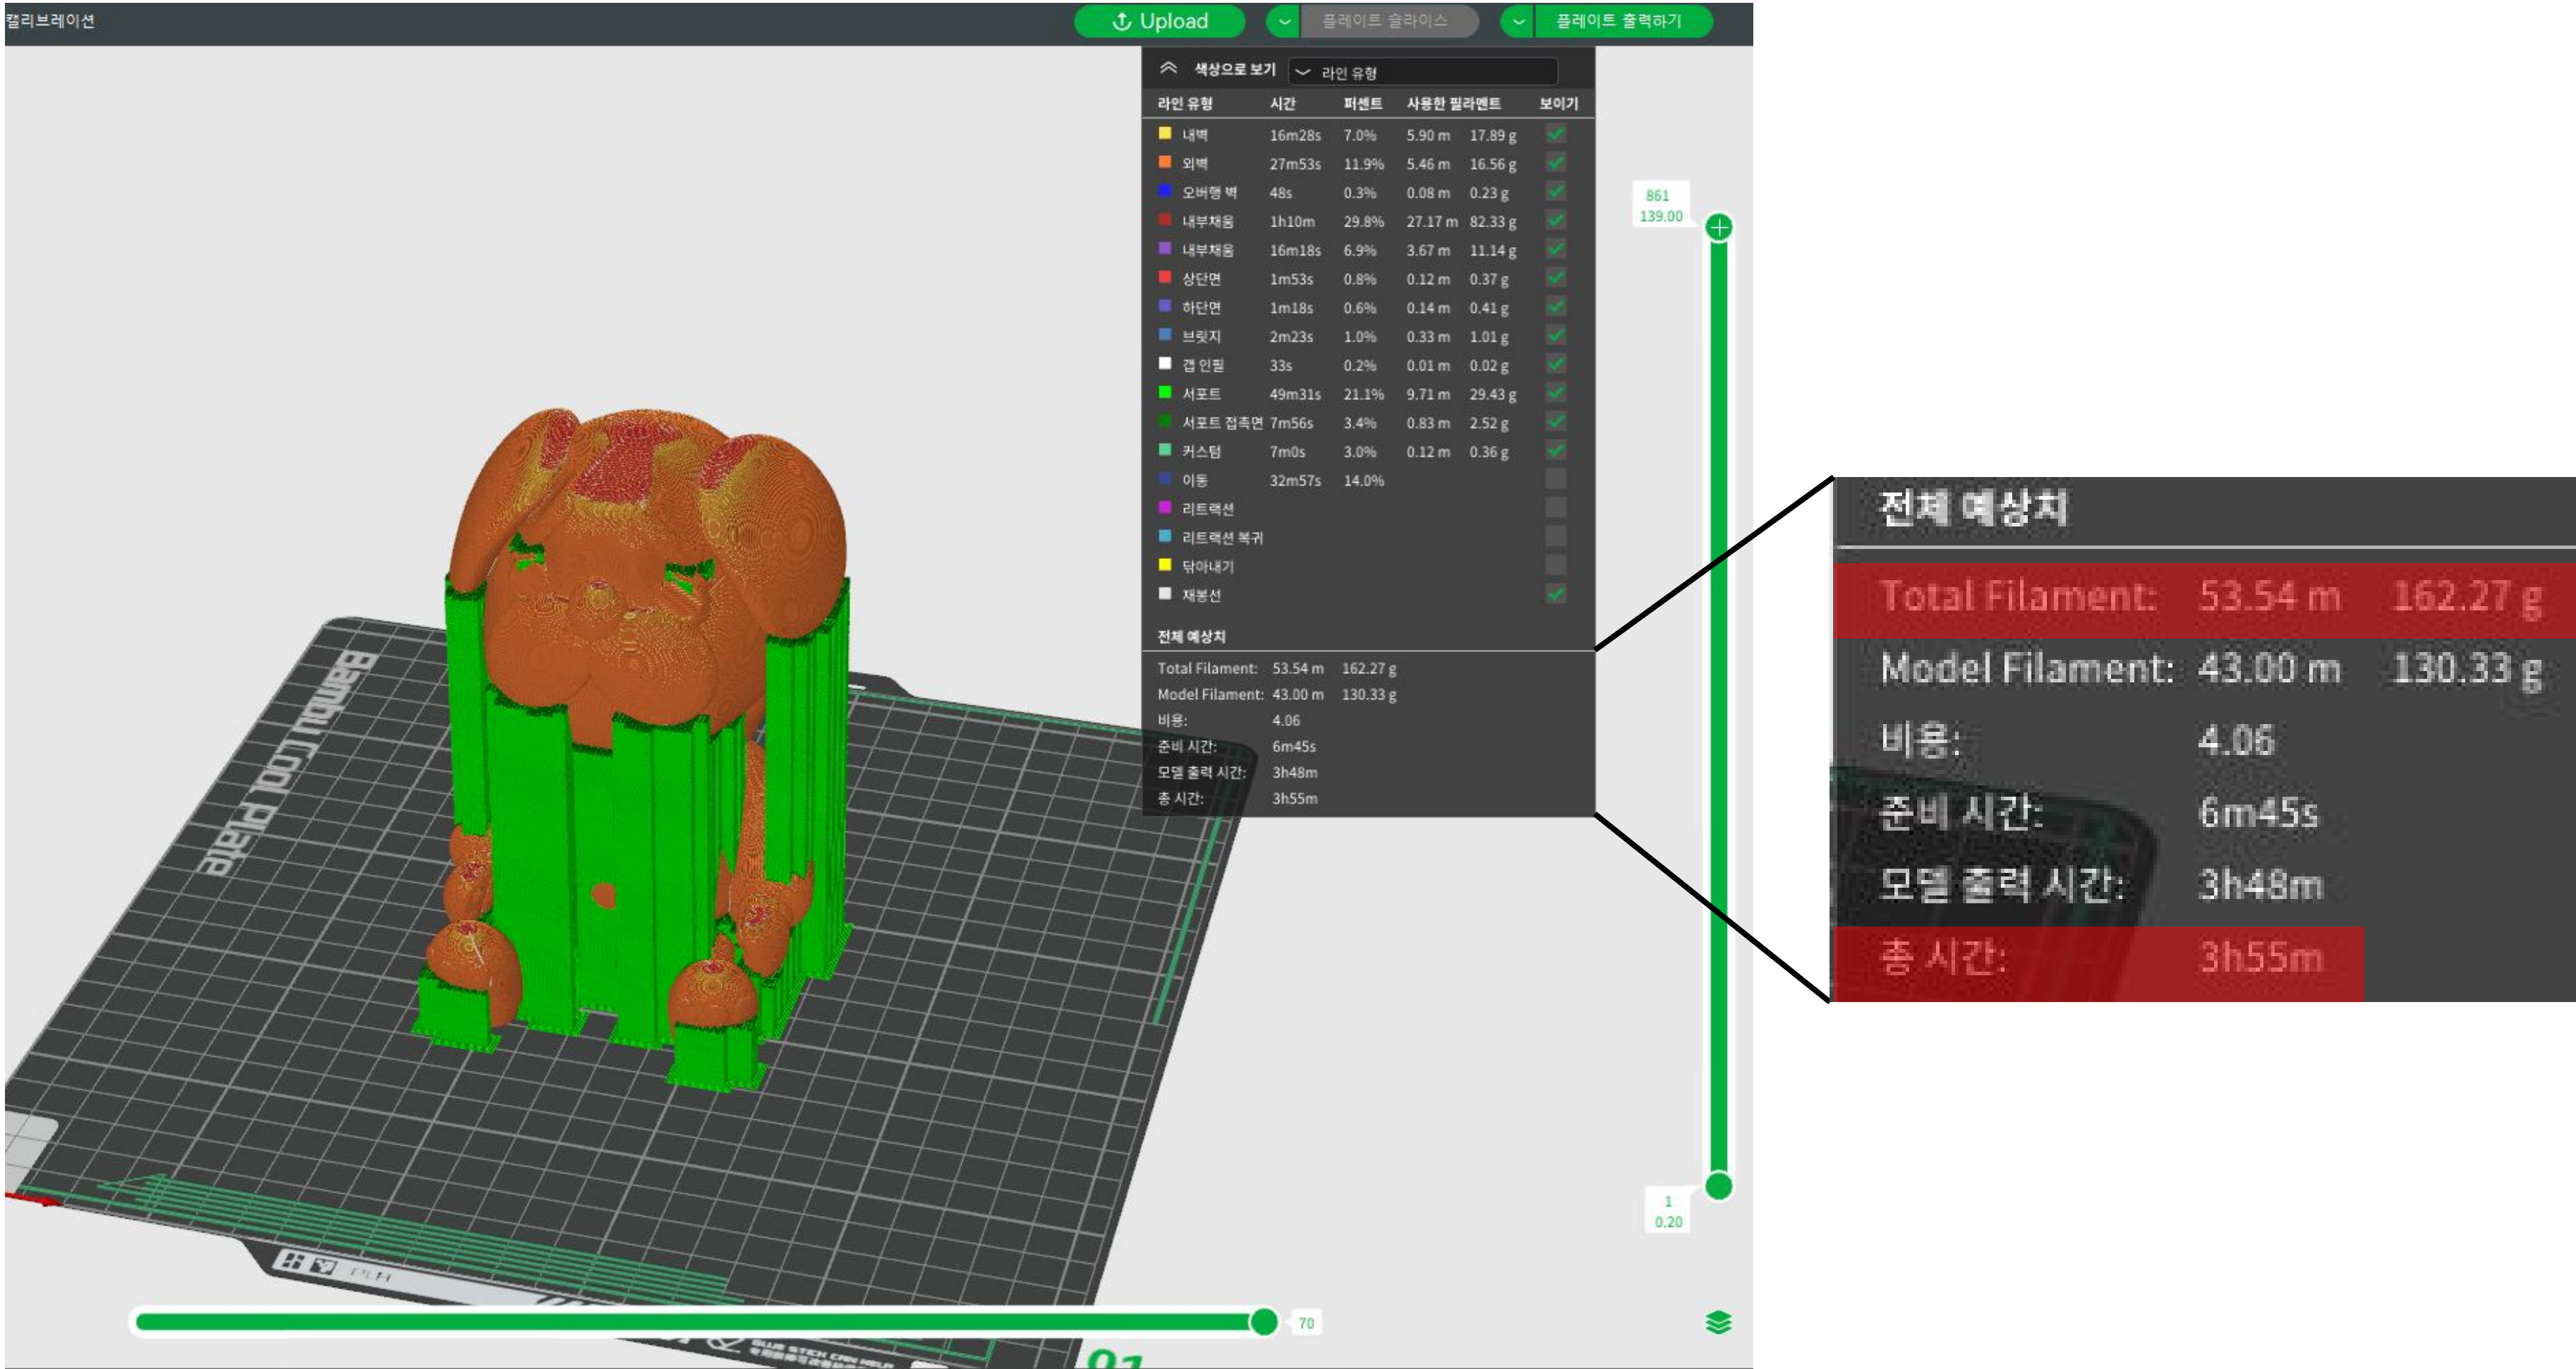 캘리브레이션
Upload
플레이트 슬라이스
플레이트 출력하기
색상으로 보기 라인 유형
라인 유형 시간 퍼센트 사용한 필라멘트 보이기
내벽 16m28s 7.0% 5.90 m 17.89 g
외벽 27m53s 11.9% 5.46 m 16.56 g
오버행 벽 48s 0.3% 0.08 m 0.23 g
내부채움 1h10m 29.8% 27.17 m 82.33 g
내부채움 16m18s 6.9% 3.67 m 11.14 g
상단면 1m53s 0.8% 0.12 m 0.37 g
하단면 1m18s 0.6% 0.14 m 0.41 g
브릿지 2m23s 1.0% 0.33 m 1.01 g
갭 인필 33s 0.2% 0.01 m 0.02 g
서포트 49m31s 21.1% 9.71 m 29.43 g
서포트 접촉면 7m56s 3.4% 0.83 m 2.52 g
커스텀 7m0s 3.0% 0.12 m 0.36 g
이동 32m57s 14.0%
리트랙션
리트랙션 복귀
닦아내기
재봉선
전체 예상치
Total Filament: 53.54 m 162.27 g
Model Filament: 43.00 m 130.33 g
비용: 4.06
준비 시간: 6m45s
모델 출력 시간: 3h48m
총 시간: 3h55m
861
139.00
전체 예상치
Total Filament: 53.54 m 162.27 g
Model Filament: 43.00 m 130.33 g
비용: 4.06
준비 시간: 6m45s
모델 출력 시간: 3h48m
총 시간: 3h55m
Bambu Cool Plate
1
0.20
PLA
70
GLUE STICK CAN HELP
01